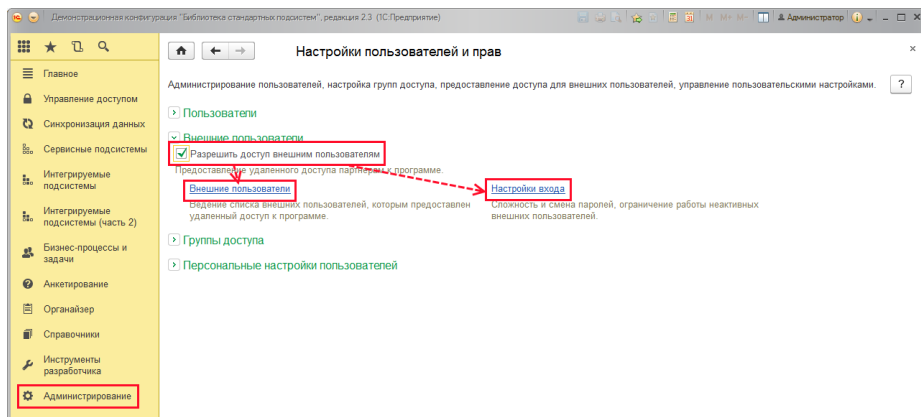 Демонстрационная конфигурация "Библиотека стандартных подсистем", редакция 2.3 (1С:Предприятие)
M M+ M-
Администратор
Настройки пользователей и прав
Главное
Управление доступом
Синхронизация данных
Сервисные подсистемы
Интегрируемые
подсистемы
Интегрируемые
подсистемы (часть 2)
Бизнес-процессы и
задачи
Анкетирование
Органайзер
Справочники
Инструменты
разработчика
Администрирование
Администрирование пользователей, настройка групп доступа, предоставление доступа для внешних пользователей, управление пользовательскими настройками.
?
Пользователи
Внешние пользователи
Разрешить доступ внешним пользователям
Предоставление удаленного доступа партнерам к программе.
Внешние пользователи
Ведение списка внешних пользователей, которым предоставлен
удаленный доступ к программе.
Настройки входа
Сложность и смена паролей, ограничение работы неактивных
внешних пользователей.
Группы доступа
Персональные настройки пользователей